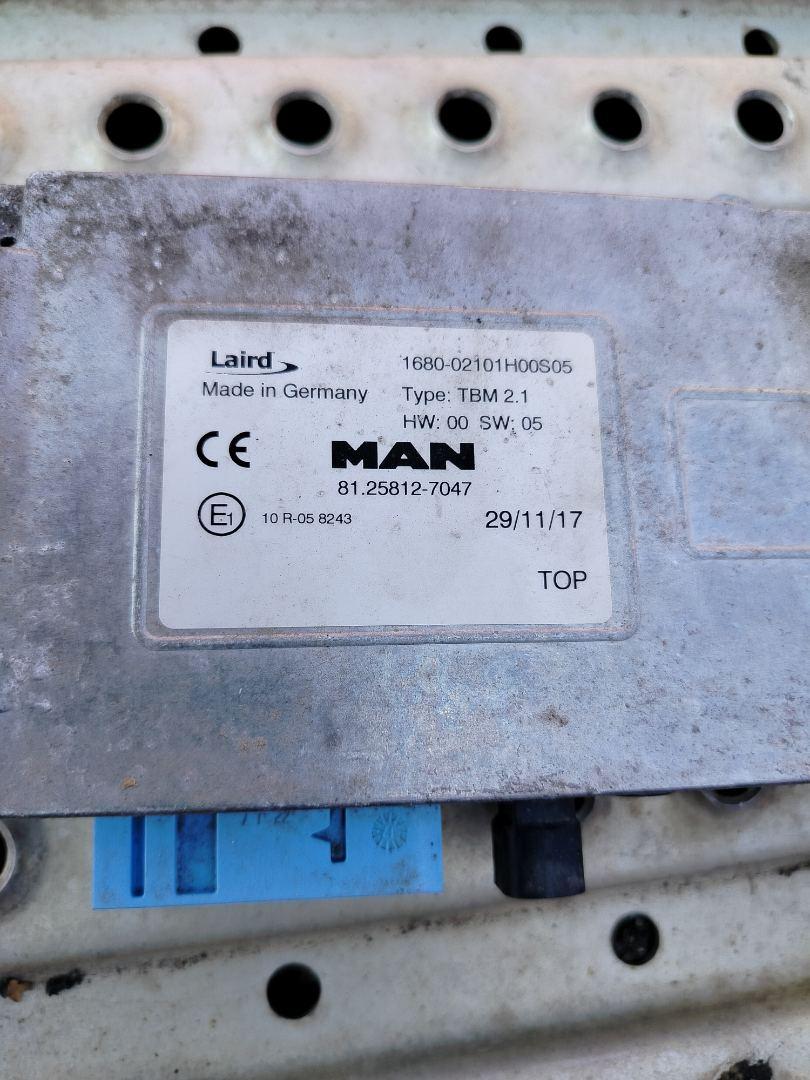 Laird
1680-02101H00S05
Made in Germany
Type: TBM 2.1
HW: 00 SW: 05
CE
MAN
81.25812-7047
E1
10 R-05 8243
29/11/17
TOP